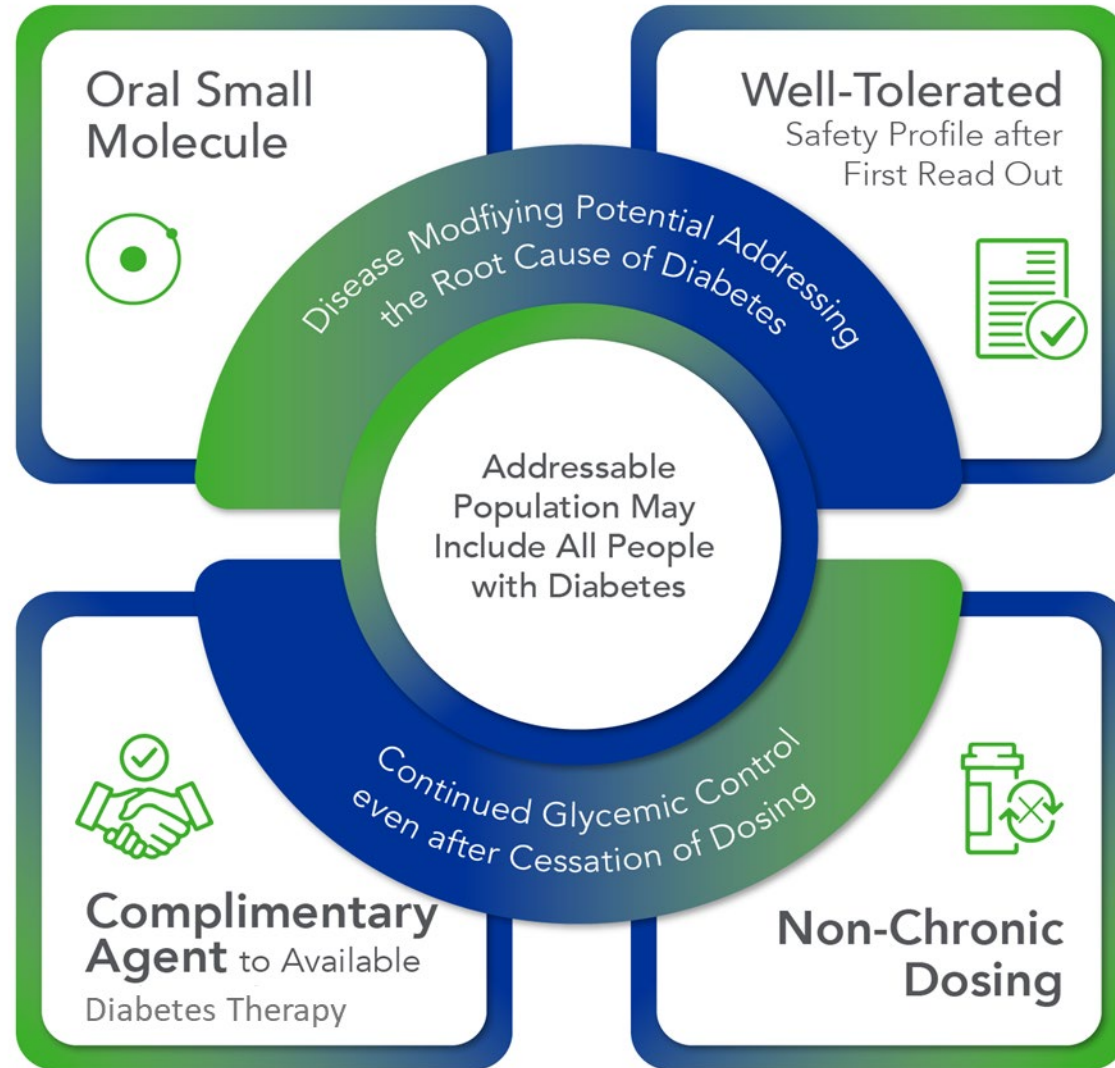 Oral Small
Molecule
Well-Tolerated
Safety Profile after
First Read Out
Disease Modfiying Potential Addressing
the Root Cause of Diabetes
Addressable
Population May
Include All People
with Diabetes
Continued Glycemic Control
even after Cessation of Dosing
Complimentary
Agent to Available
Diabetes Therapy
Non-Chronic
Dosing